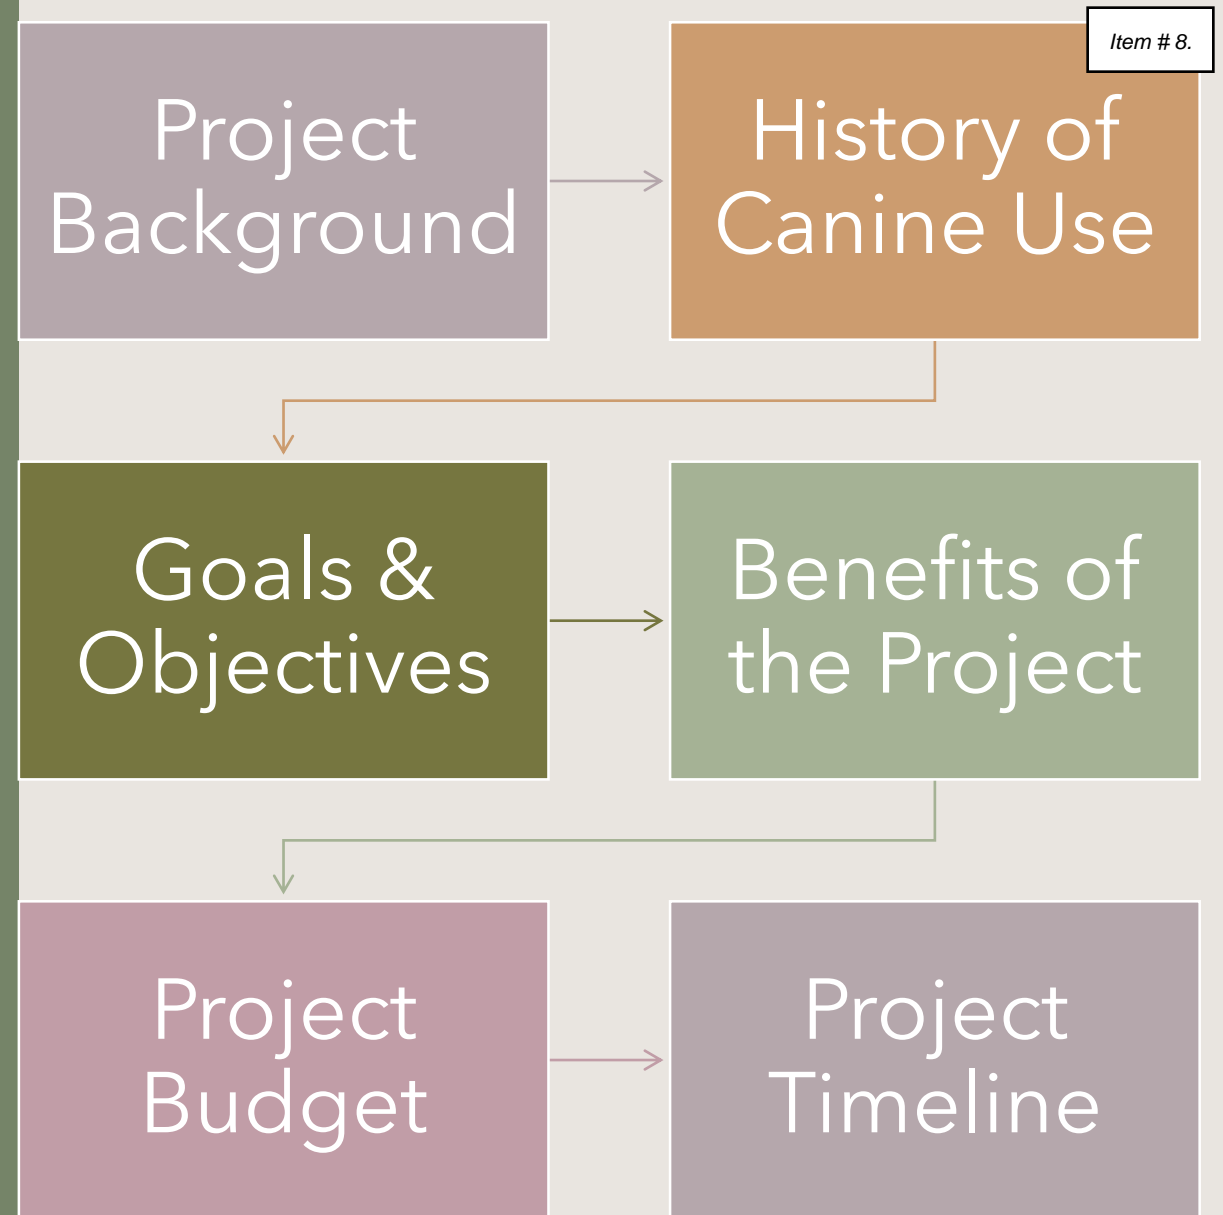 Item # 8.
Project
Background
History of
Canine Use
Goals &
Objectives
Benefits of
the Project
Project
Budget
Project
Timeline